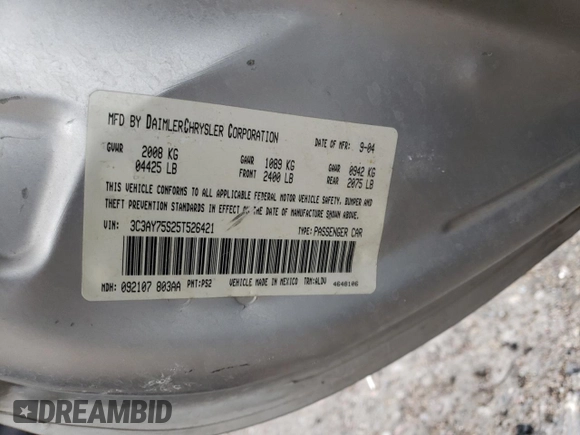 MFD BY DAIMLERCHRYSLER CORPORATION
DATE OF MFR: 9-04
GVWR 2008 KG 04425 LB
GAWR FRONT 1089 KG 2400 LB
GAWR REAR 0942 KG 2075 LB
THIS VEHICLE CONFORMS TO ALL APPLICABLE FEDERAL MOTOR VEHICLE SAFETY, BUMPER AND
THEFT PREVENTION STANDARDS IN EFFECT ON THE DATE OF MANUFACTURE SHOWN ABOVE.
VIN: 3C3AY75S25T526421 TYPE: PASSENGER CAR
MDH: 092107 803AA PNT: PS2 VEHICLE MADE IN MEXICO TRM: ALDV 4648106
DREAMBID